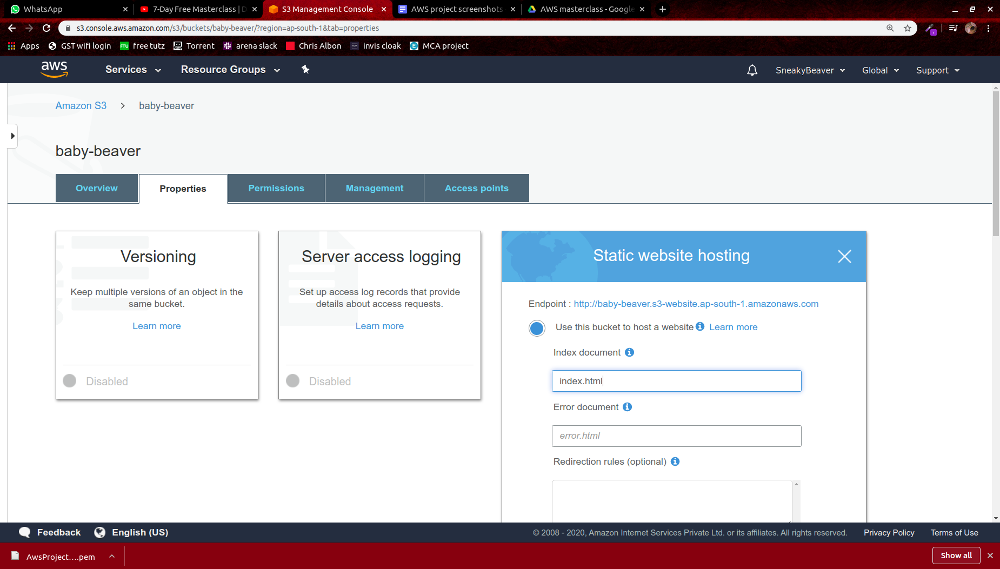 WhatsApp
7-Day Free Masterclass | D
S3 Management Console
AWS project screenshots
AWS masterclass - Google
s3.console.aws.amazon.com/s3/buckets/baby-beaver/?region=ap-south-1&tab=properties
Apps
GST wifi login
FTU
free tutz
Torrent
arena slack
Chris Albon
invis cloak
E
MCA project
aws
Services
Resource Groups
SneakyBeaver
Global
Support
Amazon S3
baby-beaver
baby-beaver
Overview
Properties
Permissions
Management
Access points
Versioning
Keep multiple versions of an object in the
same bucket.
Learn more
Disabled
Server access logging
Set up access log records that provide
details about access requests.
Learn more
Disabled
Static website hosting
Endpoint : http://baby-beaver.s3-website.ap-south-1.amazonaws.com
Use this bucket to host a website Learn more
Index document
index.html
Error document
error.html
Redirection rules (optional)
Feedback
English (US)
© 2008 - 2020, Amazon Internet Services Private Ltd. or its affiliates. All rights reserved.
Privacy Policy
Terms of Use
AwsProject....pem
Show all